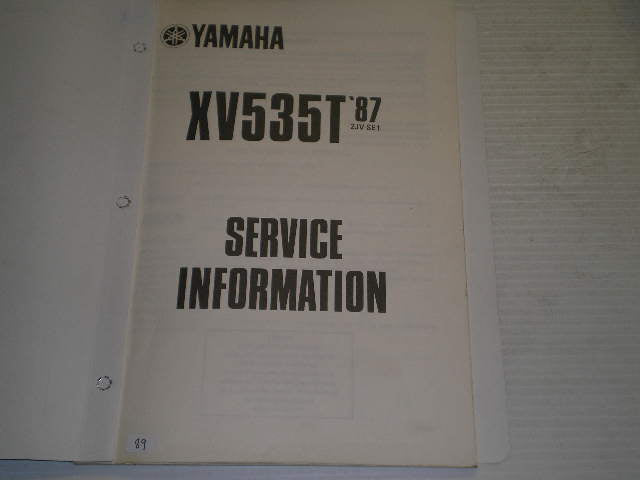 YAMAHA
XV535T '87
2JV-SE1
SERVICE
INFORMATION
89